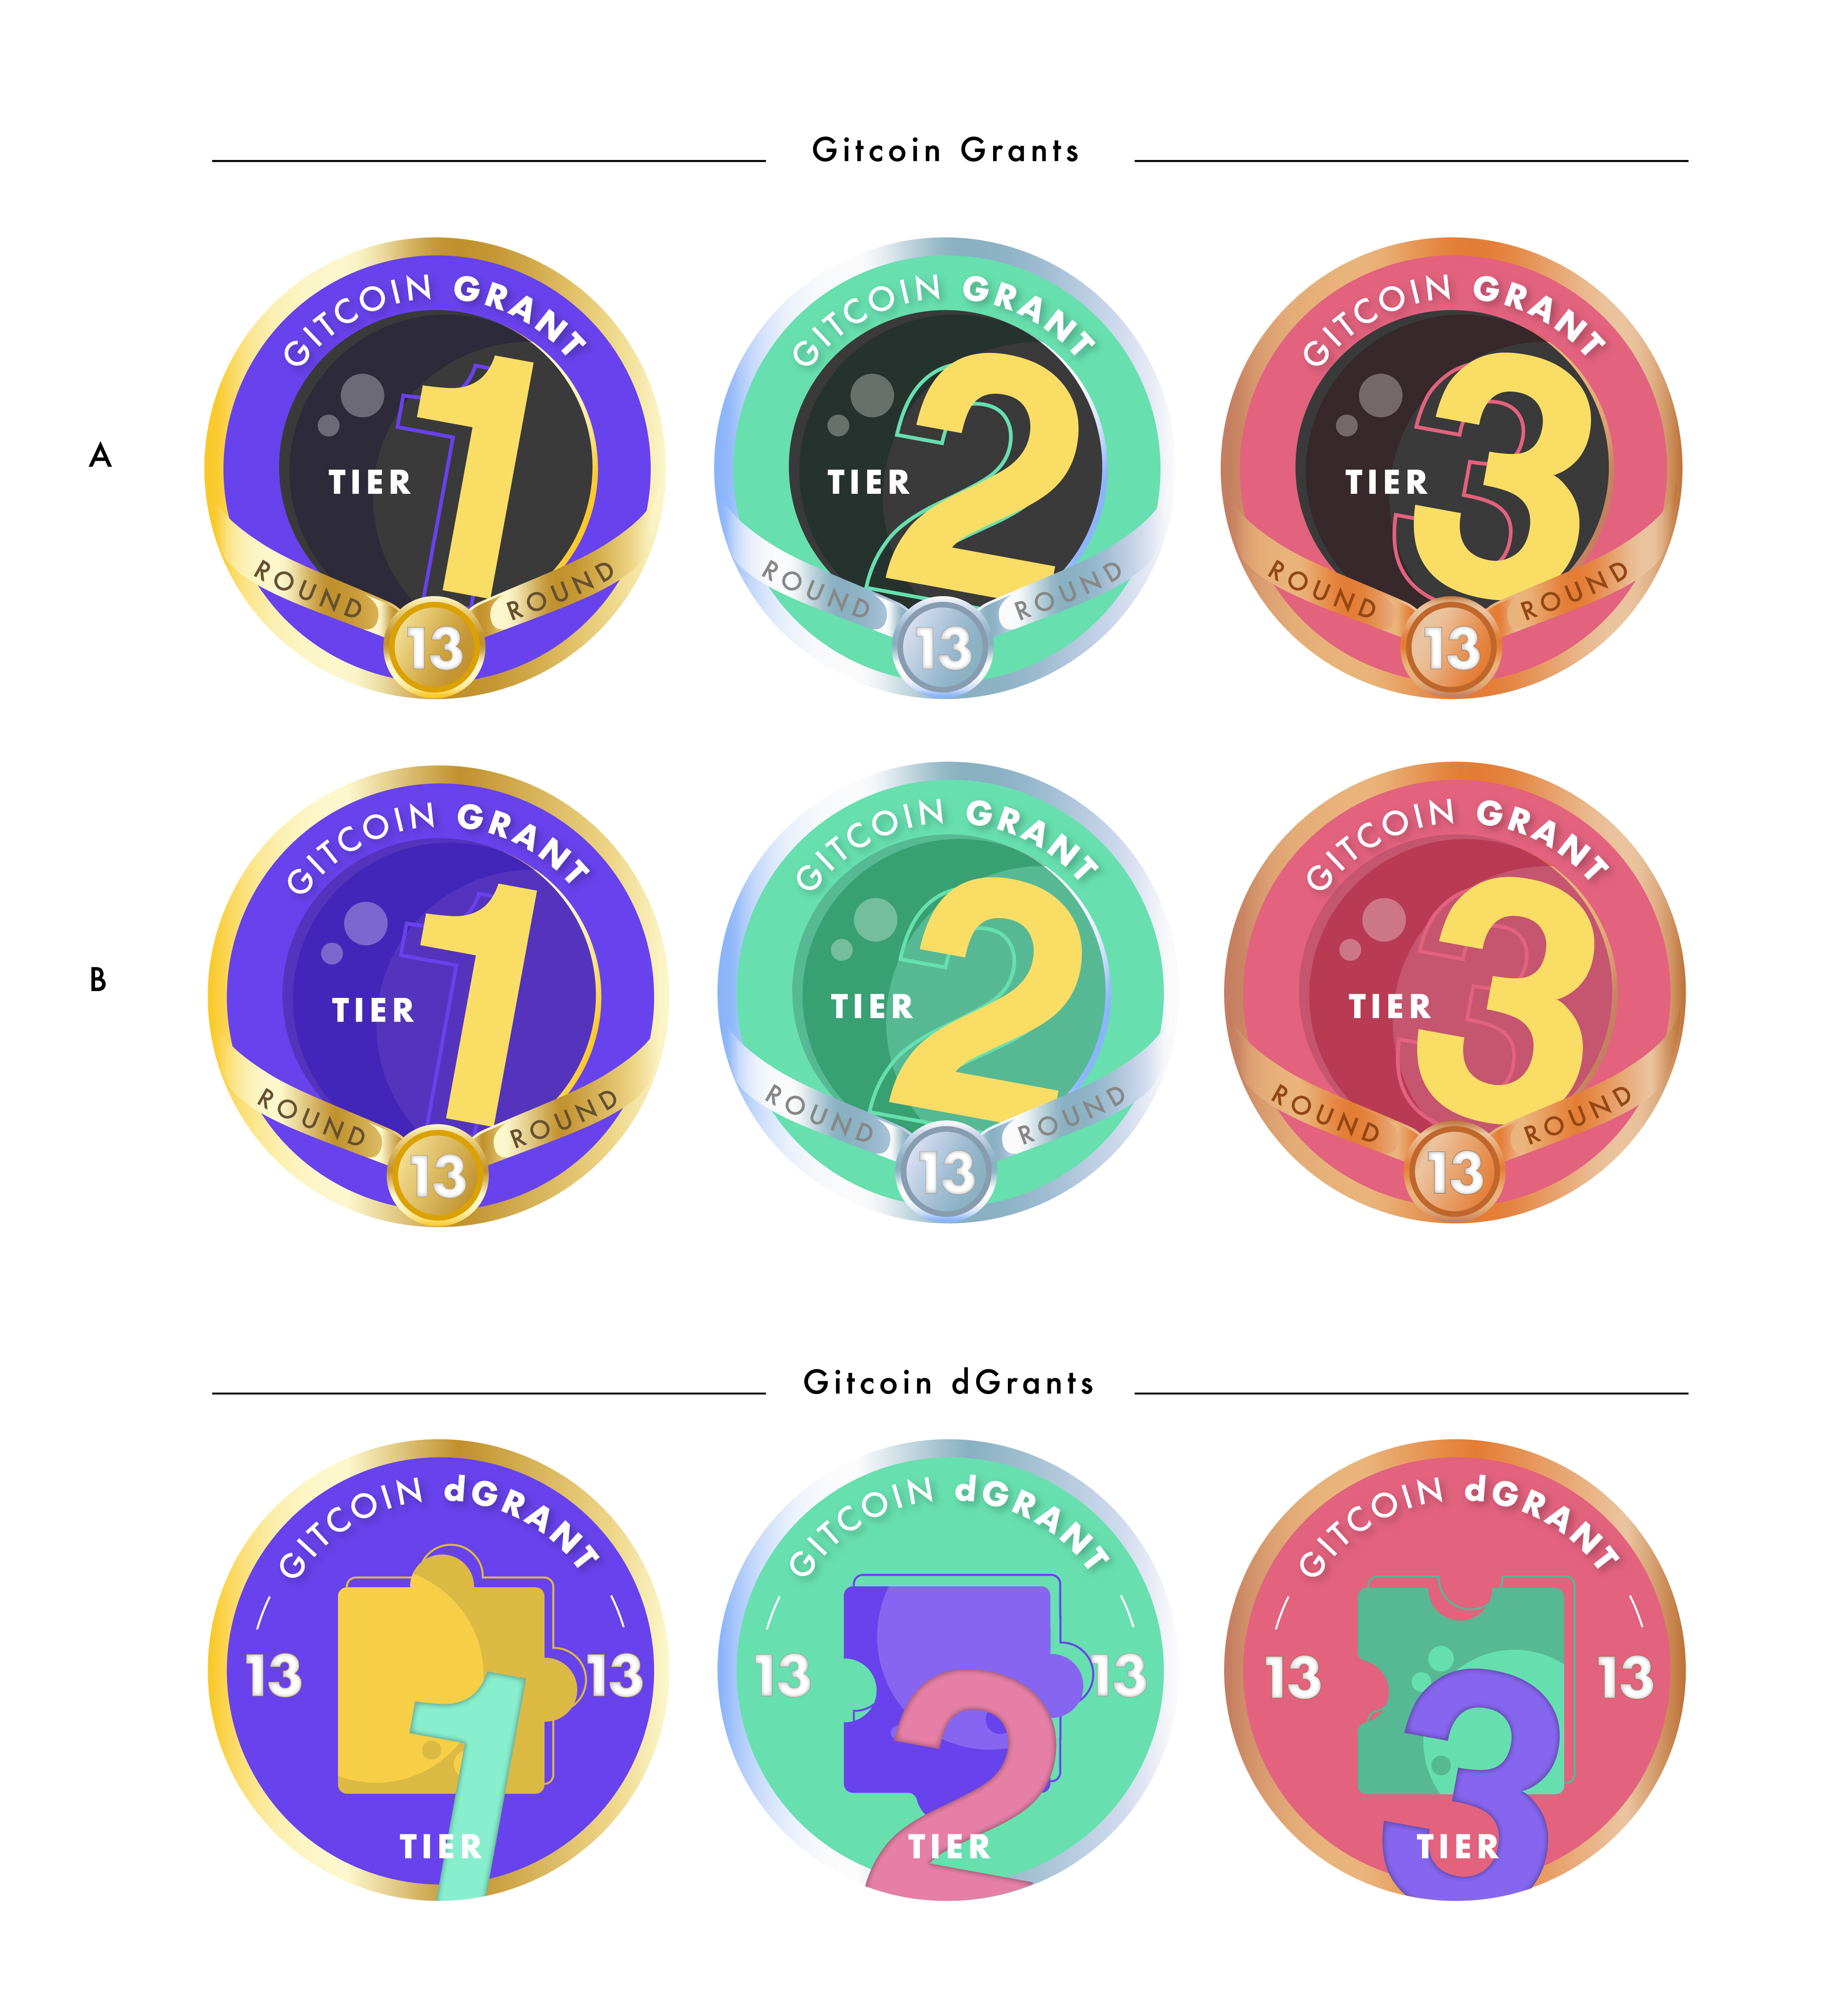 Gitcoin Grants
A
GITCOIN GRANT
TIER
1
ROUND 13 ROUND
GITCOIN GRANT
TIER
2
ROUND 13 ROUND
GITCOIN GRANT
TIER
3
ROUND 13 ROUND
B
GITCOIN GRANT
TIER
1
ROUND 13 ROUND
GITCOIN GRANT
TIER
2
ROUND 13 ROUND
GITCOIN GRANT
TIER
3
ROUND 13 ROUND
Gitcoin dGrants
GITCOIN dGRANT
13 13
1
TIER
GITCOIN dGRANT
13 13
2
TIER
GITCOIN dGRANT
13 13
3
TIER